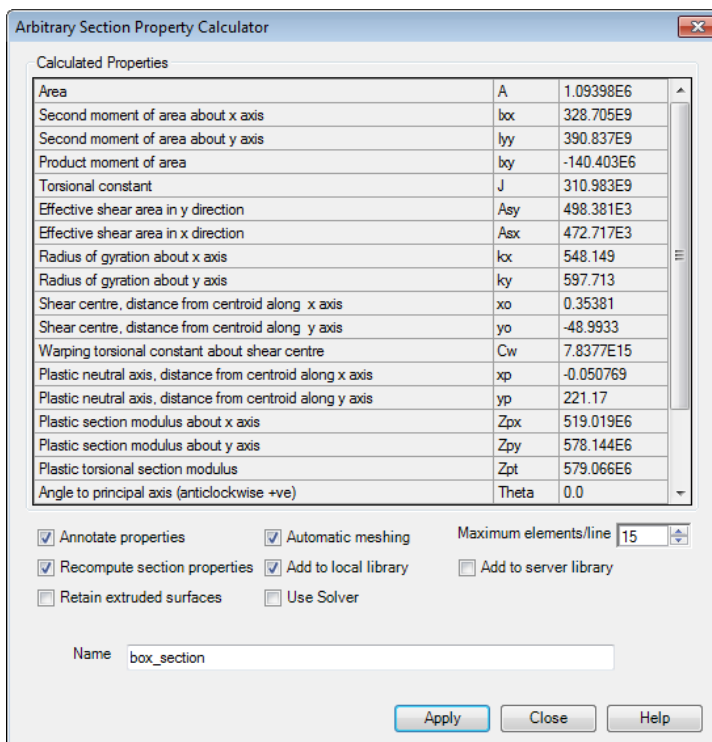 Arbitrary Section Property Calculator
Calculated Properties
Area A 1.09398E6
Second moment of area about x axis Ixx 328.705E9
Second moment of area about y axis Iyy 390.837E9
Product moment of area Ixy -140.403E6
Torsional constant J 310.983E9
Effective shear area in y direction Asy 498.381E3
Effective shear area in x direction Asx 472.717E3
Radius of gyration about x axis kx 548.149
Radius of gyration about y axis ky 597.713
Shear centre, distance from centroid along x axis xo 0.35381
Shear centre, distance from centroid along y axis yo -48.9933
Warping torsional constant about shear centre Cw 7.8377E15
Plastic neutral axis, distance from centroid along x axis xp -0.050769
Plastic neutral axis, distance from centroid along y axis yp 221.17
Plastic section modulus about x axis Zpx 519.019E6
Plastic section modulus about y axis Zpy 578.144E6
Plastic torsional section modulus Zpt 579.066E6
Angle to principal axis (anticlockwise +ve) Theta 0.0
Annotate properties Automatic meshing Maximum elements/line 15
Recompute section properties Add to local library Add to server library
Retain extruded surfaces Use Solver
Name box_section
Apply Close Help